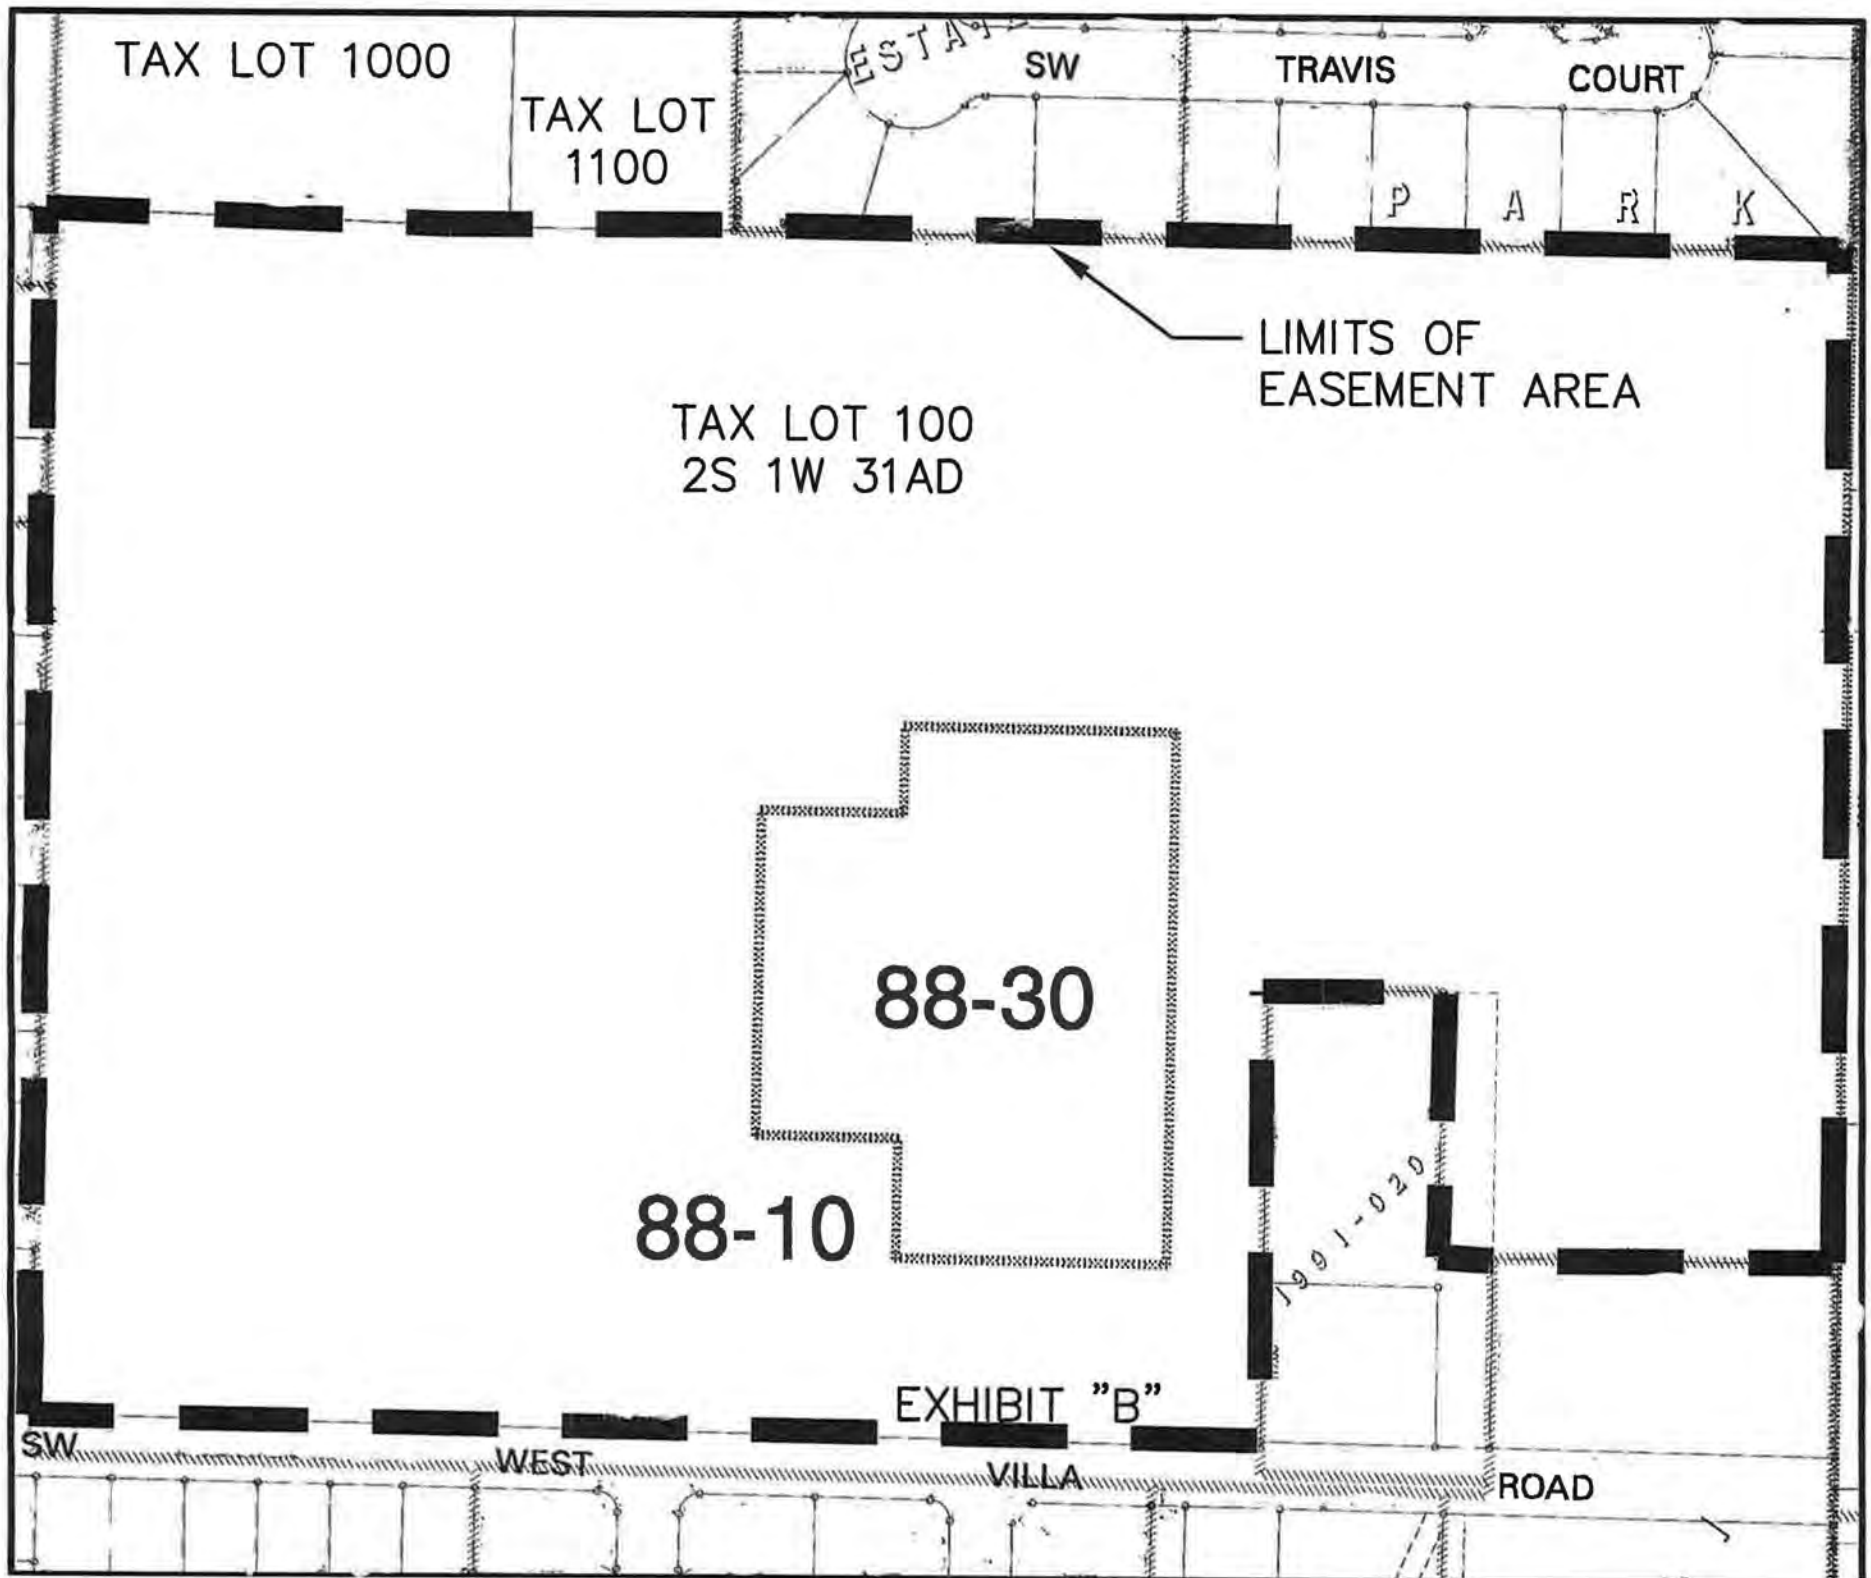 TAX LOT 1000
TAX LOT
1100
SW TRAVIS COURT
P A R K
LIMITS OF
EASEMENT AREA
TAX LOT 100
2S 1W 31AD
88-30
88-10
1991-020
EXHIBIT "B"
SW WEST VILLA ROAD